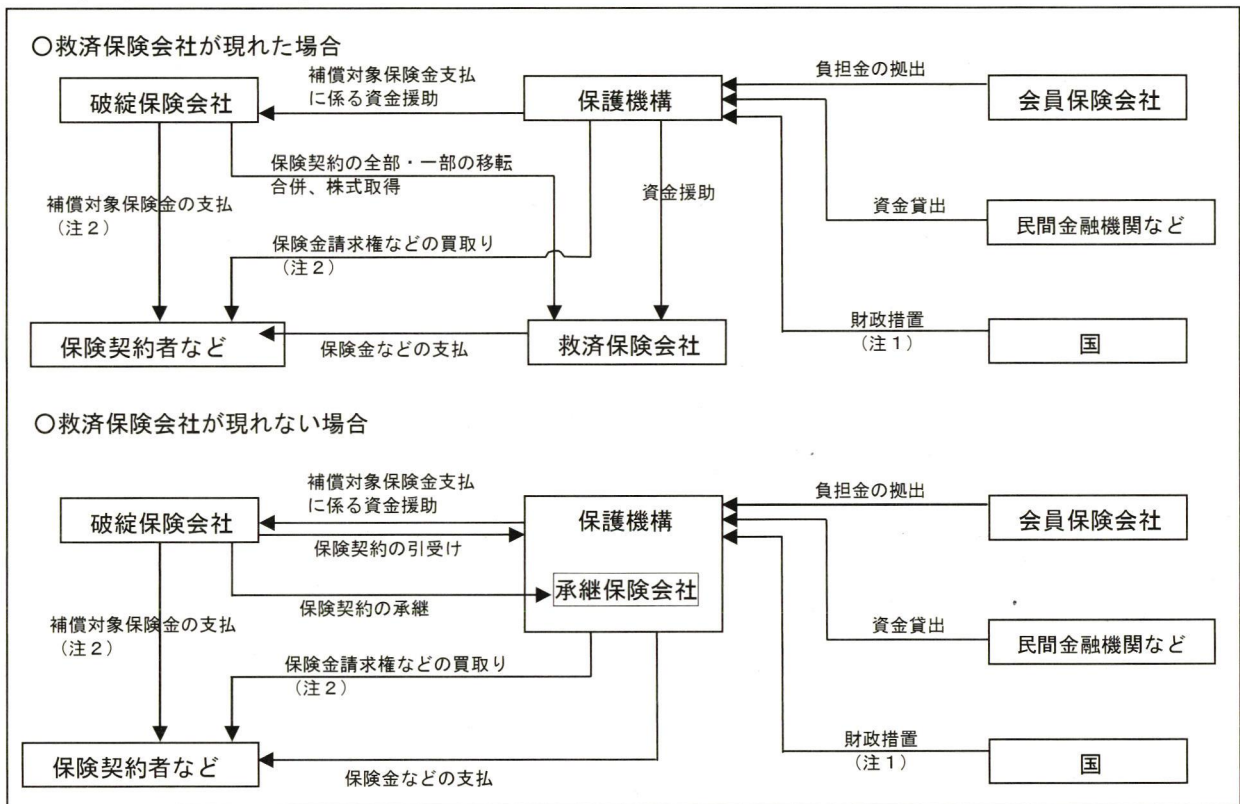 〇救済保険会社が現れた場合
破綻保険会社
補償対象保険金支払
に係る資金援助
保護機構
負担金の拠出
会員保険会社
保険契約の全部・一部の移転
合併、株式取得
補償対象保険金の支払
（注２）
資金援助
資金貸出
民間金融機関など
保険金請求権などの買取り
（注２）
保険契約者など
保険金などの支払
救済保険会社
財政措置
（注１）
国
〇救済保険会社が現れない場合
破綻保険会社
補償対象保険金支払
に係る資金援助
保険契約の引受け
保護機構
負担金の拠出
会員保険会社
承継保険会社
保険契約の承継
補償対象保険金の支払
（注２）
資金貸出
民間金融機関など
保険金請求権などの買取り
（注２）
保険契約者など
保険金などの支払
財政措置
（注１）
国